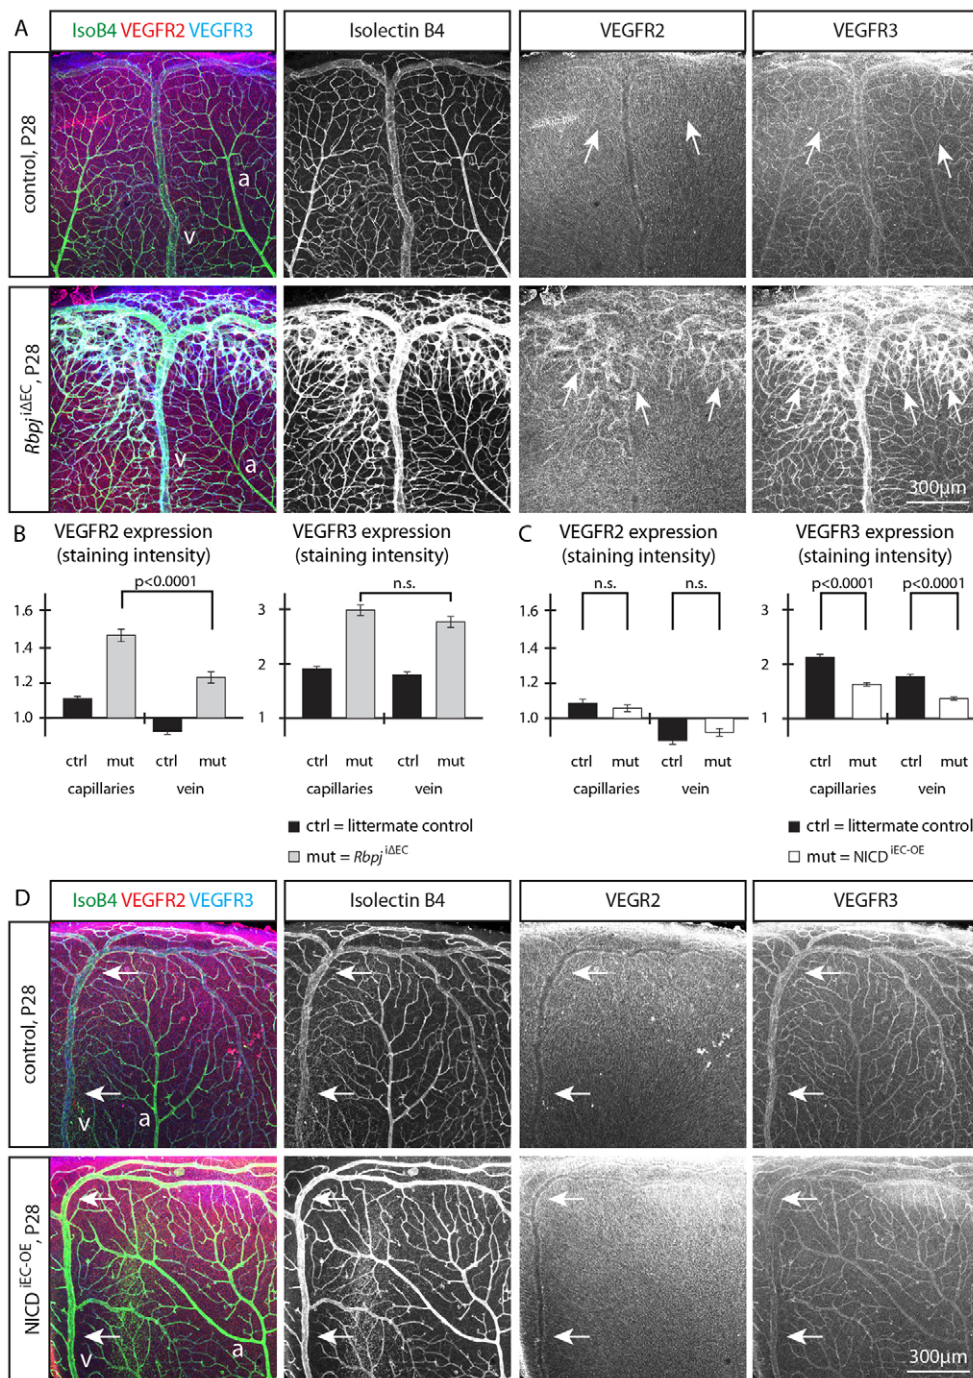 A
IsoB4 VEGFR2 VEGFR3
Isolectin B4
VEGFR2
VEGFR3
control, P28
a
v
Rbpj iΔEC, P28
v
a
300µm
B
VEGFR2 expression
(staining intensity)
VEGFR3 expression
(staining intensity)
C
VEGFR2 expression
(staining intensity)
VEGFR3 expression
(staining intensity)
p<0.0001
1.6
1.4
1.2
1.0
ctrl mut ctrl mut
capillaries vein
n.s.
3
2
1
ctrl mut ctrl mut
capillaries vein
n.s. n.s.
1.6
1.4
1.2
1.0
ctrl mut ctrl mut
capillaries vein
p<0.0001 p<0.0001
3
2
1
ctrl mut ctrl mut
capillaries vein
ctrl = littermate control
mut = Rbpj iΔEC
ctrl = littermate control
mut = NICD iEC-OE
D
IsoB4 VEGFR2 VEGFR3
Isolectin B4
VEGR2
VEGFR3
control, P28
v
a
NICD iEC-OE, P28
v
a
300µm